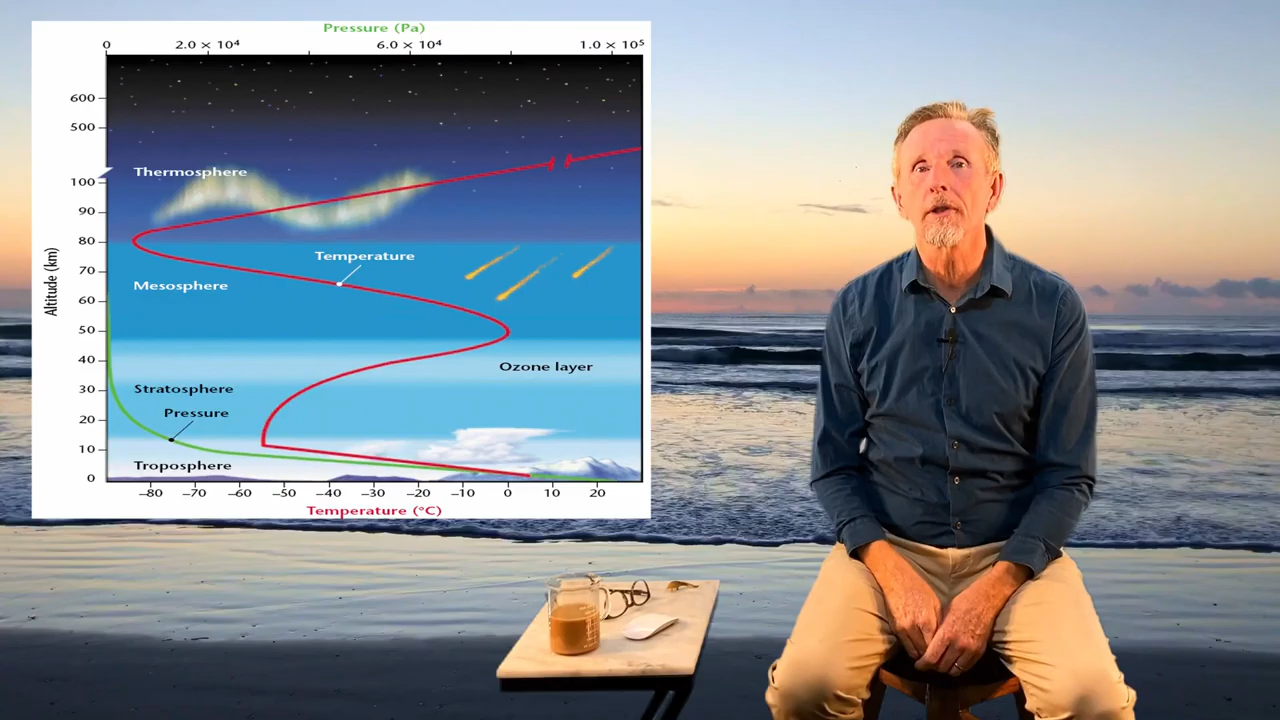 Pressure (Pa)
0 2.0 × 10⁴ 6.0 × 10⁴ 1.0 × 10⁵
600
500
Thermosphere
100
90
80
Temperature
70
Mesosphere
60
50
40
Ozone layer
30
Stratosphere
Pressure
20
10
Troposphere
0
Altitude (km)
–80 –70 –60 –50 –40 –30 –20 –10 0 10 20
Temperature (°C)